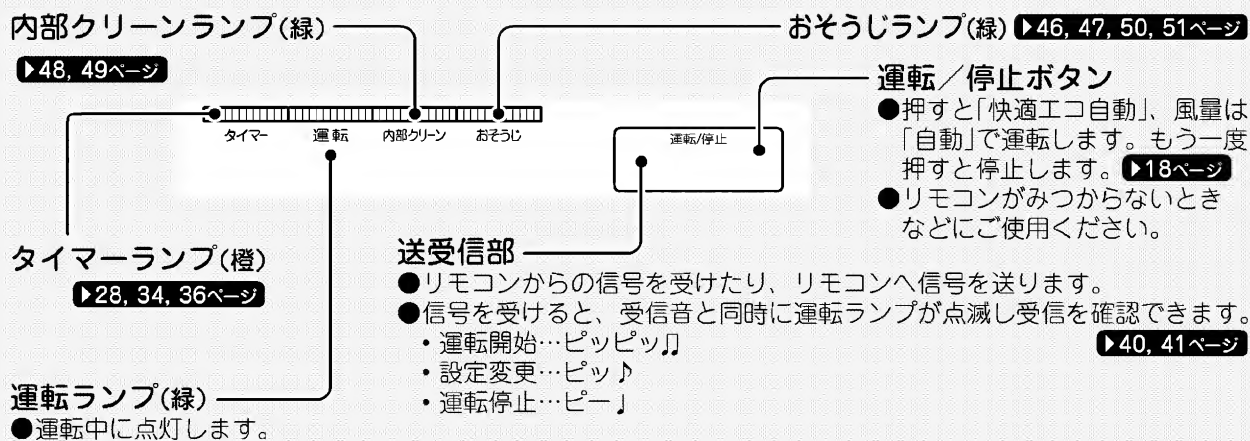 内部クリーンランプ(緑)
▶48, 49ページ
おそうじランプ(緑) ▶46, 47, 50, 51ページ
タイマー 運転 内部クリーン おそうじ
運転/停止
運転／停止ボタン
●押すと「快適エコ自動」、風量は
「自動」で運転します。もう一度
押すと停止します。▶18ページ
●リモコンがみつからないとき
などにご使用ください。
タイマーランプ(橙)
▶28, 34, 36ページ
送受信部
●リモコンからの信号を受けたり、リモコンへ信号を送ります。
●信号を受けると、受信音と同時に運転ランプが点滅し受信を確認できます。
▶40, 41ページ
・運転開始…ピッピッ♫
・設定変更…ピッ♪
・運転停止…ピー♩
運転ランプ(緑)
●運転中に点灯します。